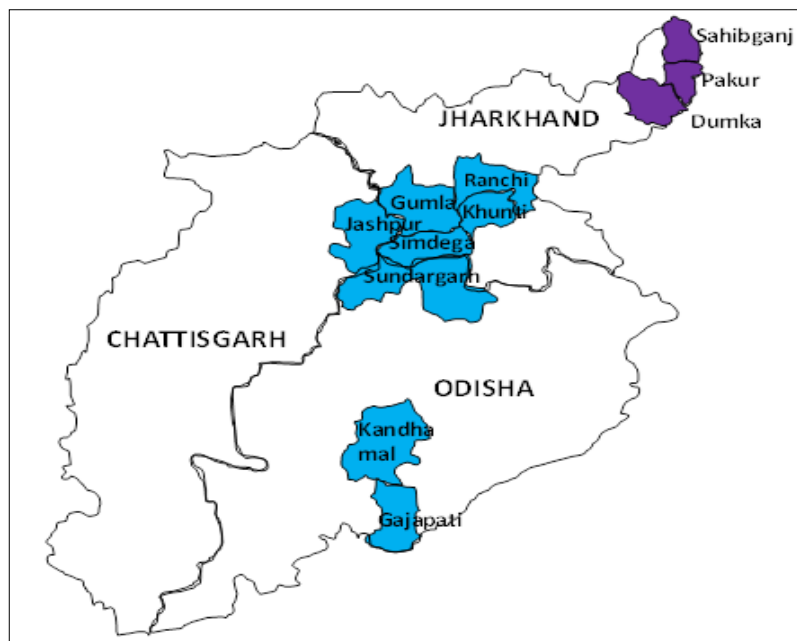 Sahibganj
Pakur
JHARKHAND
Dumka
Ranchi
Gumla
Khunti
Jashpur
Simdega
Sundargarh
CHATTISGARH
ODISHA
Kandha
mal
Gajapati